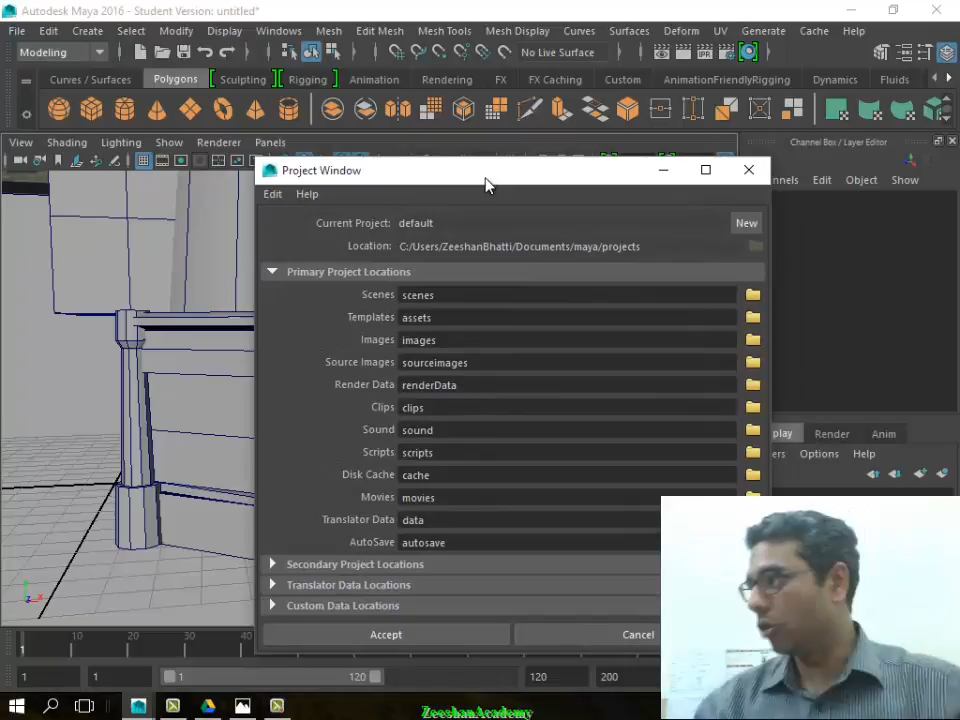 Autodesk Maya 2016 - Student Version: untitled*
File Edit Create Select Modify Display Windows Mesh Edit Mesh Mesh Tools Mesh Display Curves Surfaces Deform UV Generate Cache Help
Modeling
No Live Surface
Curves / Surfaces Polygons Sculpting Rigging Animation Rendering FX FX Caching Custom AnimationFriendlyRigging Dynamics Fluids
View Shading Lighting Show Renderer Panels
Channel Box / Layer Editor
Project Window
nnels Edit Object Show
Edit Help
Current Project: default
New
Location: C:/Users/ZeeshanBhatti/Documents/maya/projects
Primary Project Locations
Scenes scenes
Templates assets
Images images
Source Images sourceimages
Render Data renderData
Clips clips
Sound sound
play Render Anim
Scripts scripts
ers Options Help
Disk Cache cache
Movies movies
Translator Data data
AutoSave autosave
Secondary Project Locations
Translator Data Locations
Custom Data Locations
Accept
Cancel
1 10 20 30 40
1 1 1 120 120 200
IPR
ZeeshanAcademy